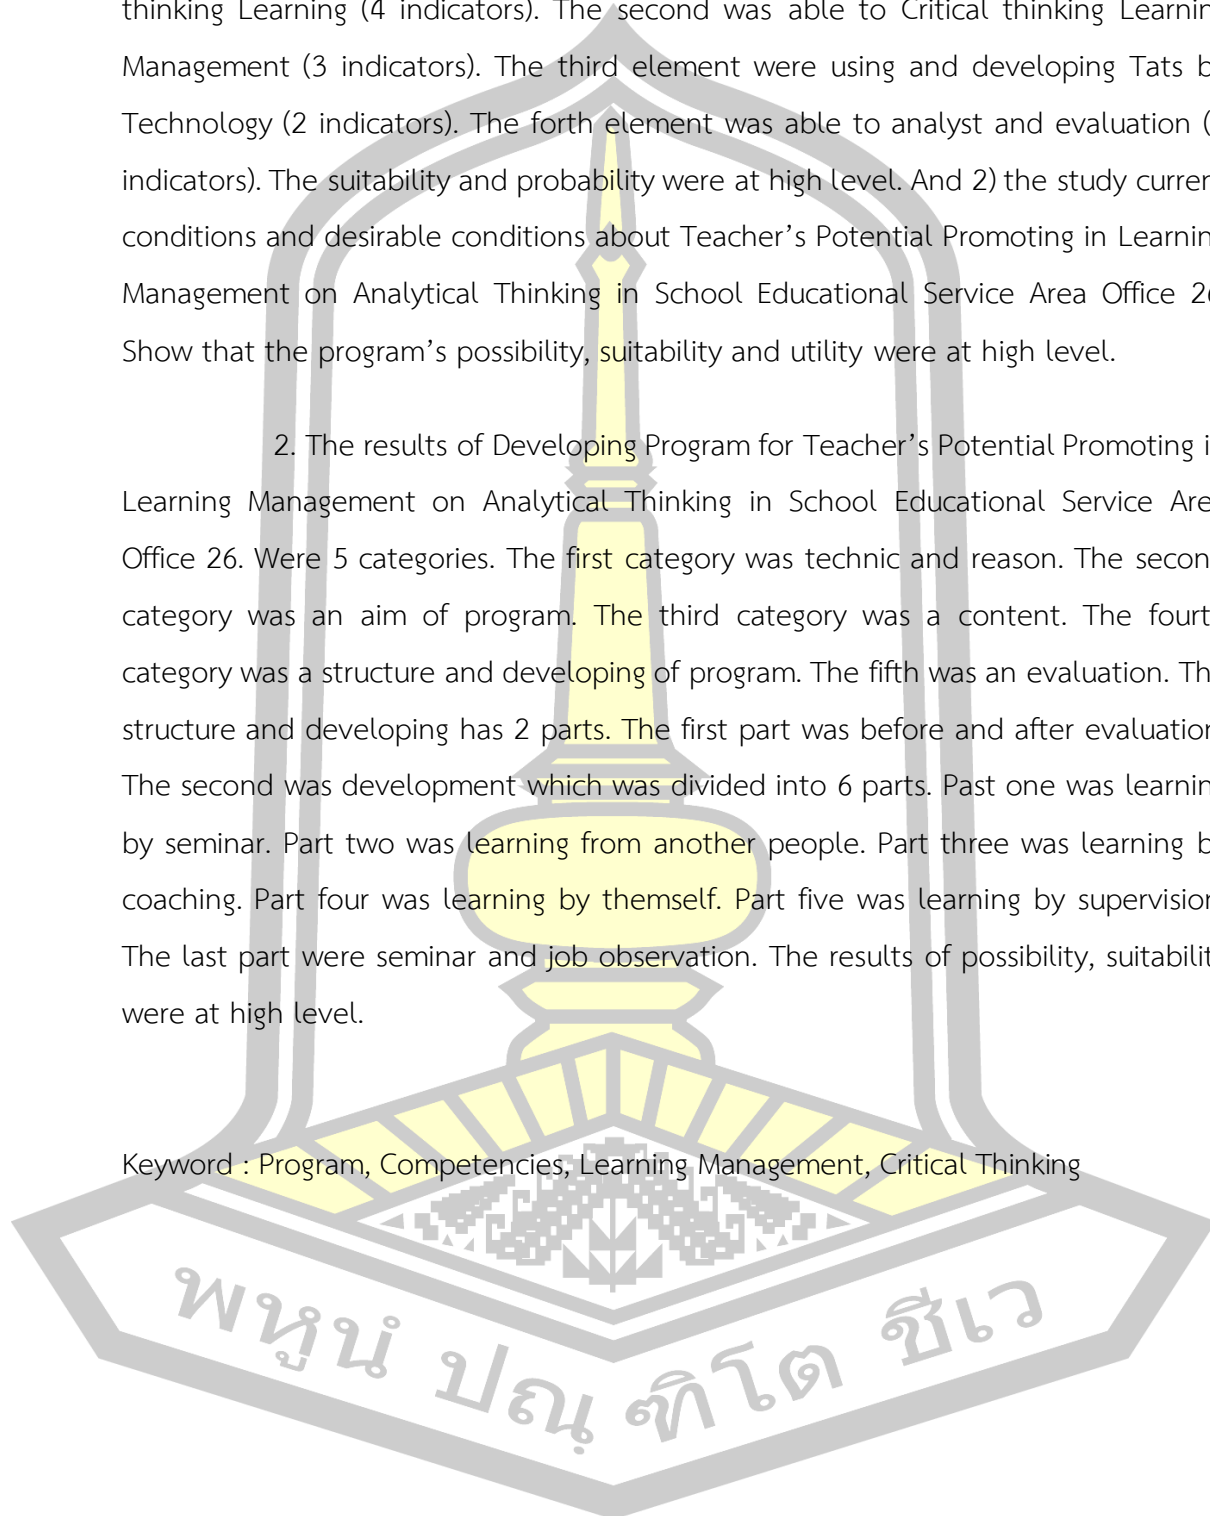 thinking Learning (4 indicators). The second was able to Critical thinking Learnin
Management (3 indicators). The third element were using and developing Tats b
Technology (2 indicators). The forth element was able to analyst and evaluation (
indicators). The suitability and probability were at high level. And 2) the study curren
conditions and desirable conditions about Teacher’s Potential Promoting in Learnin
Management on Analytical Thinking in School Educational Service Area Office 26
Show that the program’s possibility, suitability and utility were at high level.
2. The results of Developing Program for Teacher’s Potential Promoting i
Learning Management on Analytical Thinking in School Educational Service Are
Office 26. Were 5 categories. The first category was technic and reason. The secon
category was an aim of program. The third category was a content. The fourt
category was a structure and developing of program. The fifth was an evaluation. Th
structure and developing has 2 parts. The first part was before and after evaluation
The second was development which was divided into 6 parts. Past one was learnin
by seminar. Part two was learning from another people. Part three was learning b
coaching. Part four was learning by themself. Part five was learning by supervision
The last part were seminar and job observation. The results of possibility, suitabilit
were at high level.
Keyword : Program, Competencies, Learning Management, Critical Thinking
พหูนํ ปณฺฑิโต ชีเว